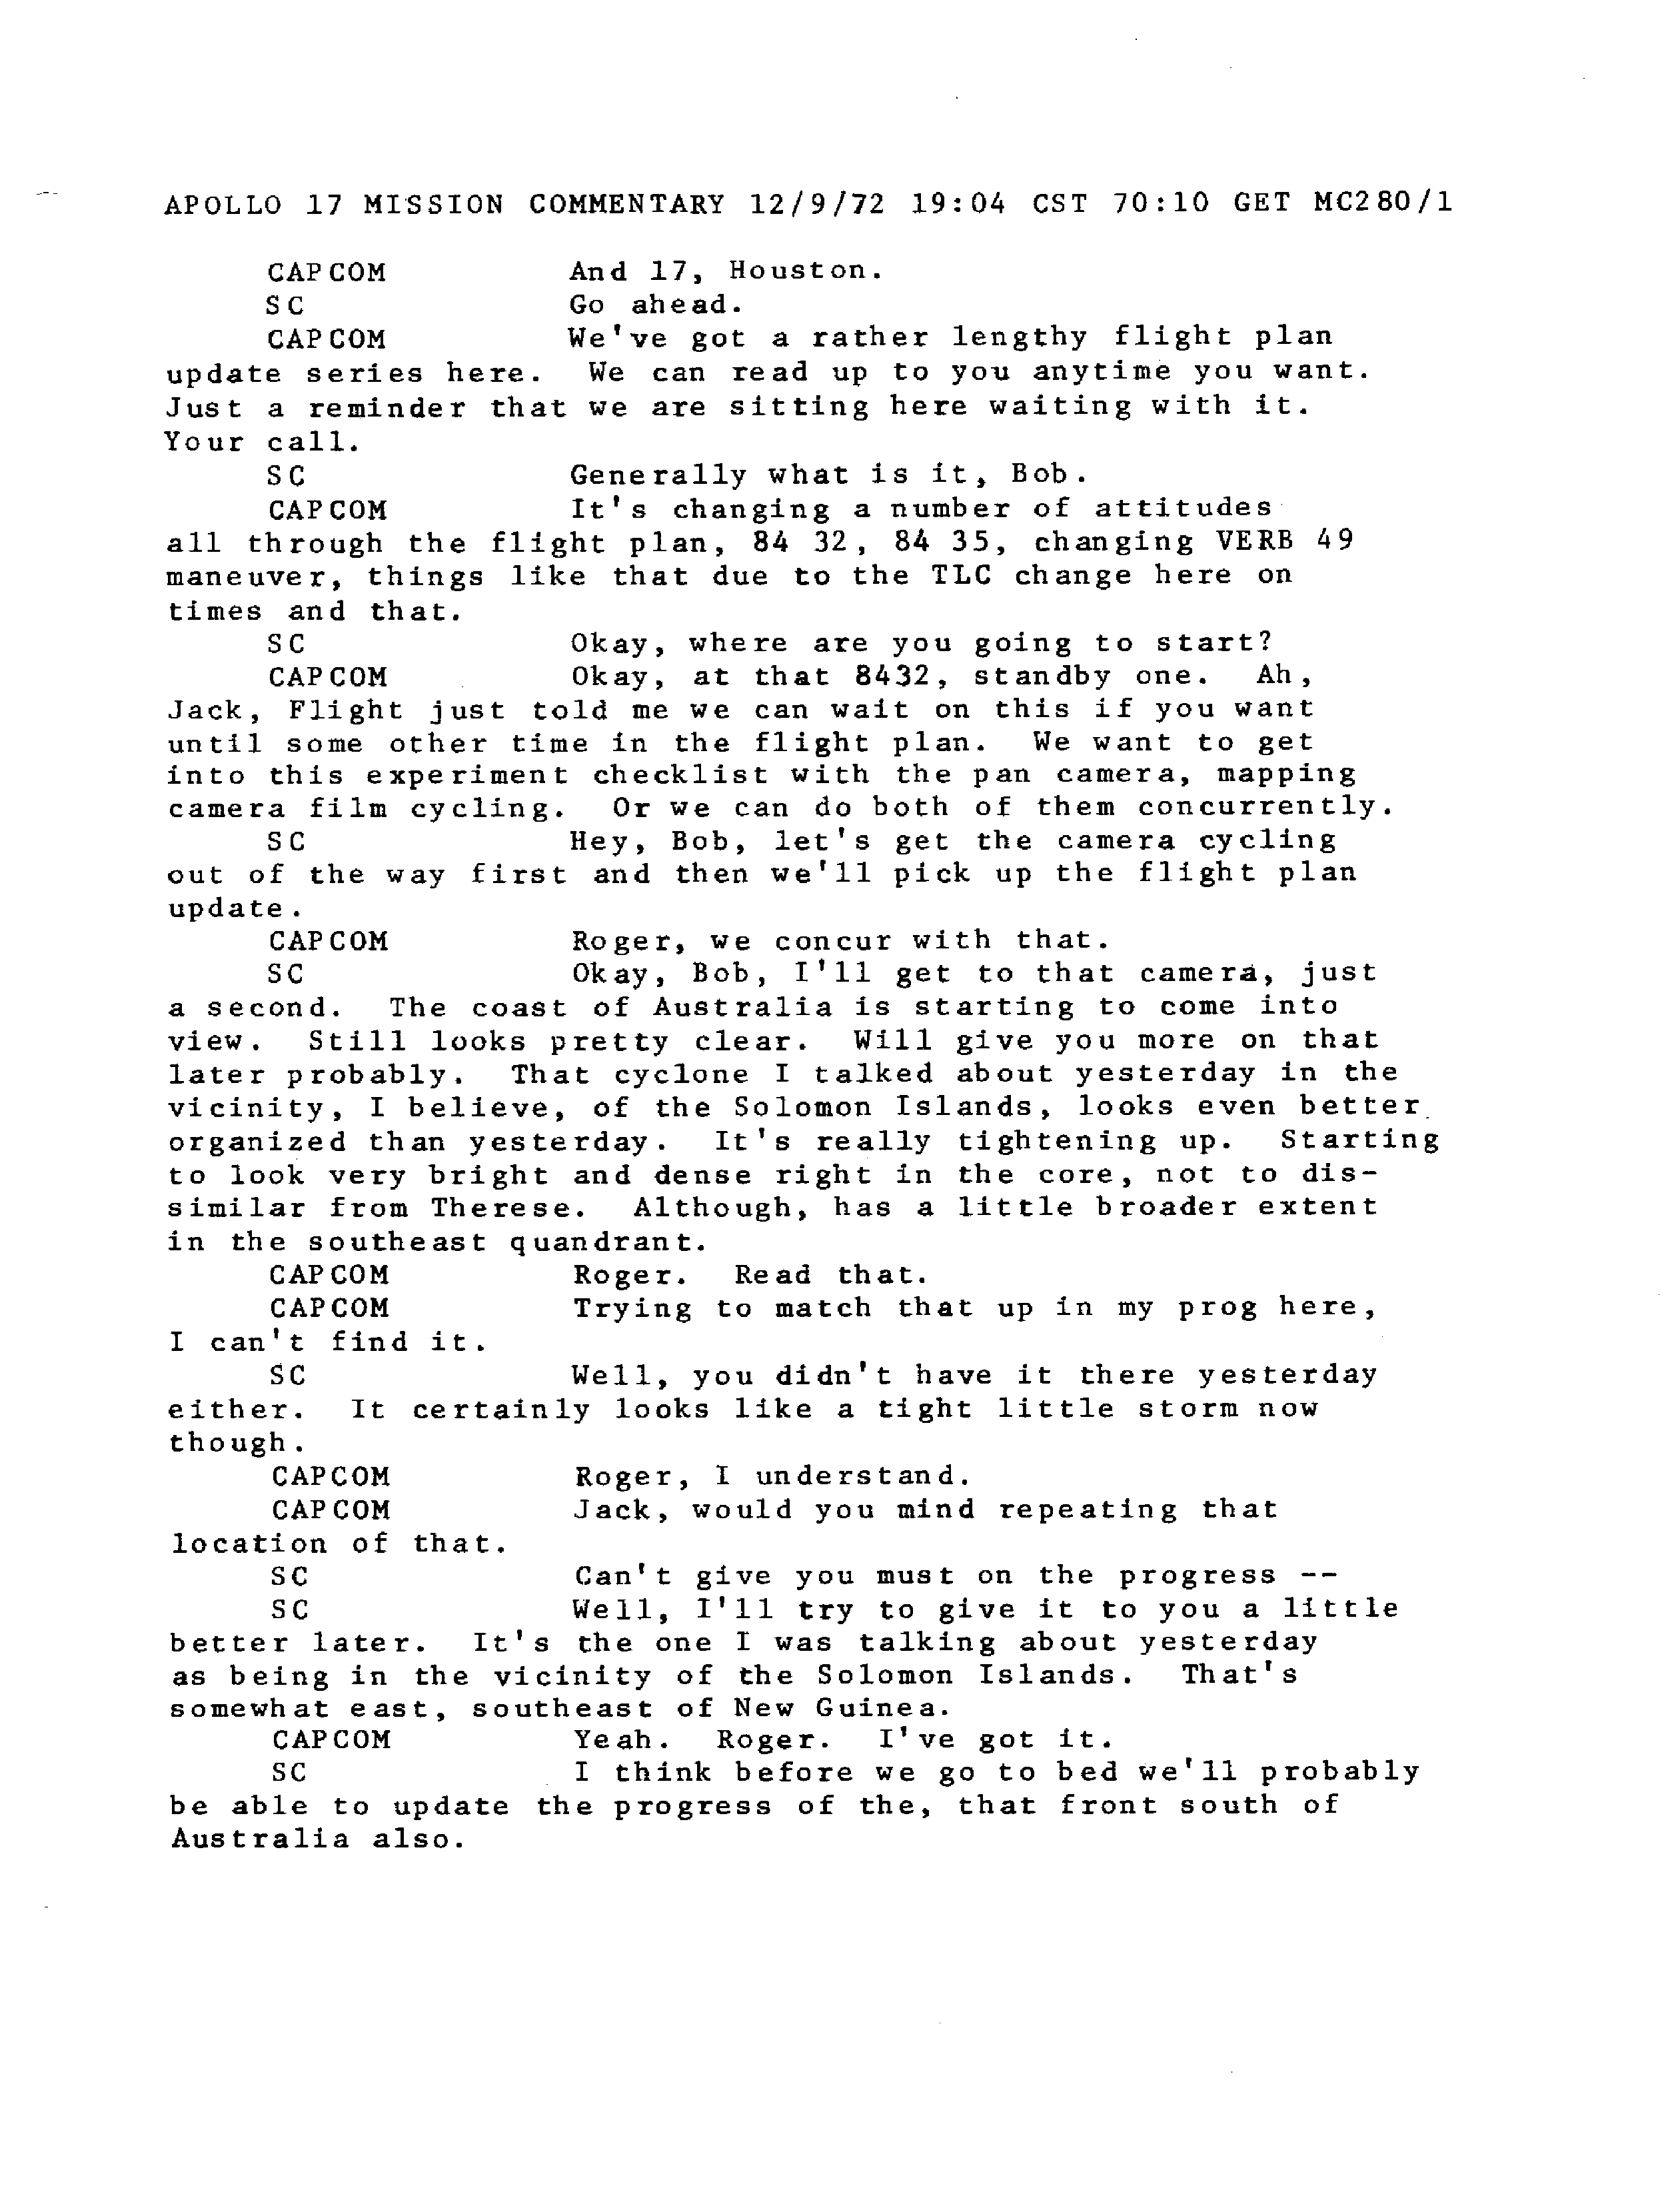 APOLLO 17 MISSION COMMENTARY 12/9/72 19:04 CST 70:10 GET MC280/1
CAPCOM And 17, Houston.
SC Go ahead.
CAPCOM We've got a rather lengthy flight plan
update series here. We can read up to you anytime you want.
Just a reminder that we are sitting here waiting with it.
Your call.
SC Generally what is it, Bob.
CAPCOM It's changing a number of attitudes
all through the flight plan, 84 32, 84 35, changing VERB 49
maneuver, things like that due to the TLC change here on
times and that.
SC Okay, where are you going to start?
CAPCOM Okay, at that 8432, standby one. Ah,
Jack, Flight just told me we can wait on this if you want
until some other time in the flight plan. We want to get
into this experiment checklist with the pan camera, mapping
camera film cycling. Or we can do both of them concurrently.
SC Hey, Bob, let's get the camera cycling
out of the way first and then we'll pick up the flight plan
update.
CAPCOM Roger, we concur with that.
SC Okay, Bob, I'll get to that camera, just
a second. The coast of Australia is starting to come into
view. Still looks pretty clear. Will give you more on that
later probably. That cyclone I talked about yesterday in the
vicinity, I believe, of the Solomon Islands, looks even better
organized than yesterday. It's really tightening up. Starting
to look very bright and dense right in the core, not to dis-
similar from Therese. Although, has a little broader extent
in the southeast quandrant.
CAPCOM Roger. Read that.
CAPCOM Trying to match that up in my prog here,
I can't find it.
SC Well, you didn't have it there yesterday
either. It certainly looks like a tight little storm now
though.
CAPCOM Roger, I understand.
CAPCOM Jack, would you mind repeating that
location of that.
SC Can't give you must on the progress --
SC Well, I'll try to give it to you a little
better later. It's the one I was talking about yesterday
as being in the vicinity of the Solomon Islands. That's
somewhat east, southeast of New Guinea.
CAPCOM Yeah. Roger. I've got it.
SC I think before we go to bed we'll probably
be able to update the progress of the, that front south of
Australia also.